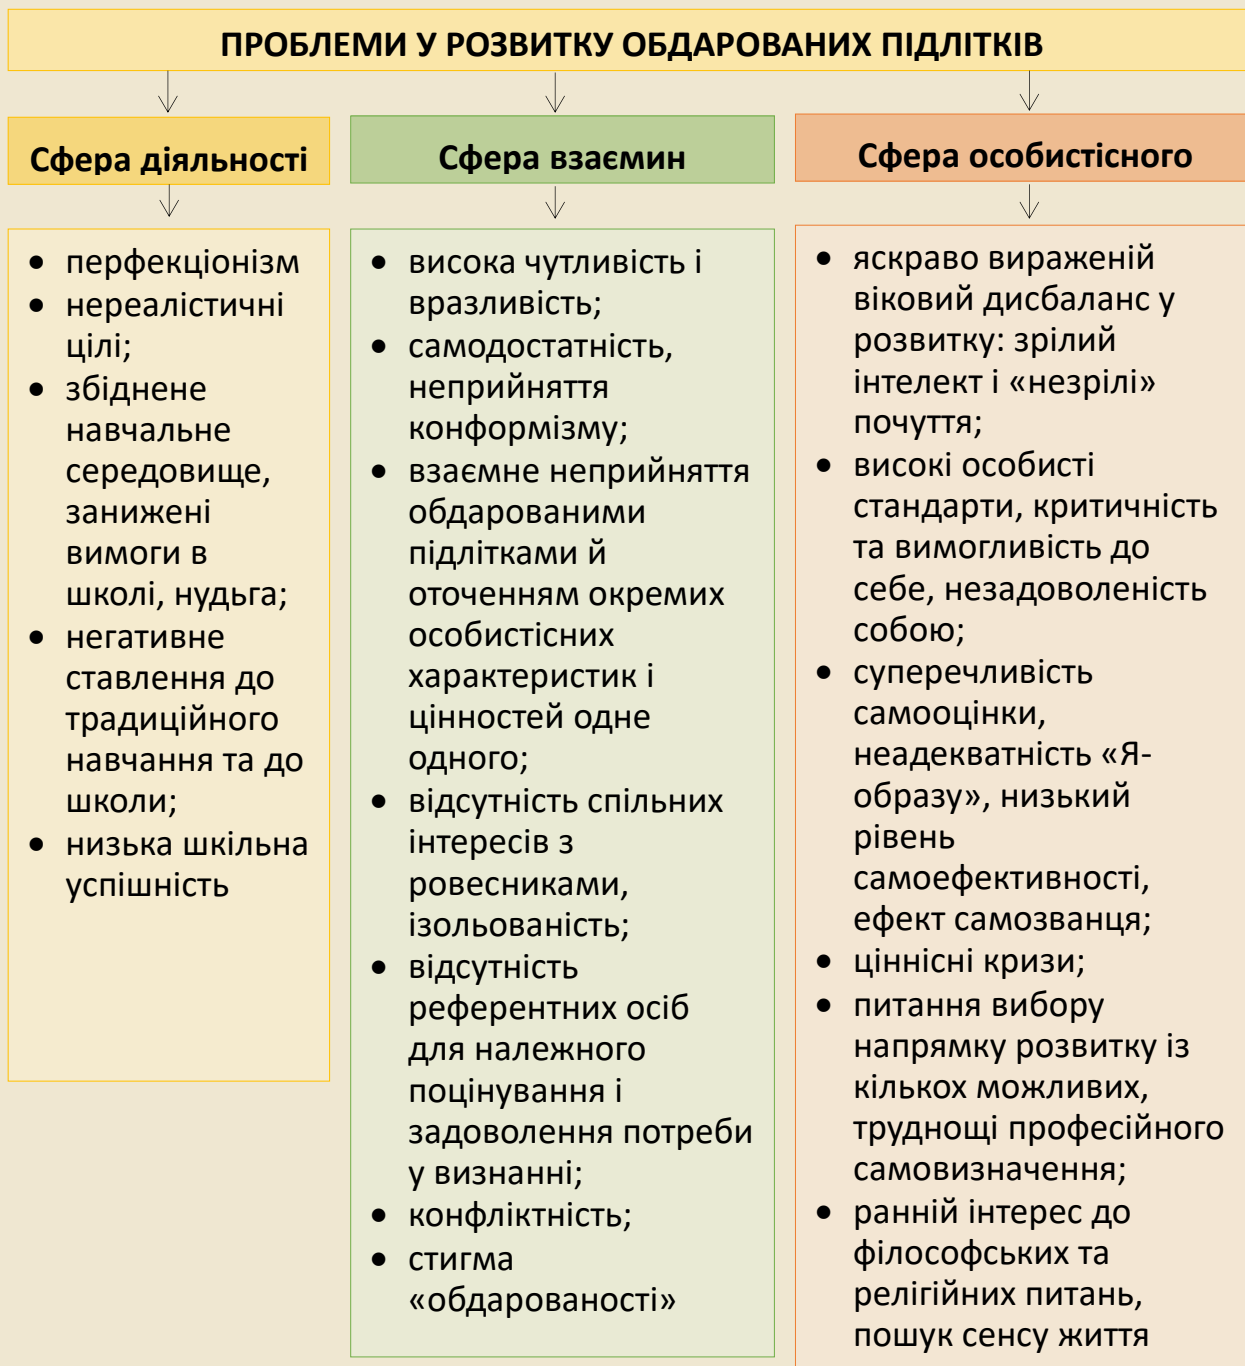 ПРОБЛЕМИ У РОЗВИТКУ ОБДАРОВАНИХ ПІДЛІТКІВ
Сфера діяльності
• перфекціонізм
• нереалістичні
цілі;
• збіднене
навчальне
середовище,
занижені
вимоги в
школі, нудьга;
• негативне
ставлення до
традиційного
навчання та до
школи;
• низька шкільна
успішність
Сфера взаємин
• висока чутливість і
вразливість;
• самодостатність,
неприйняття
конформізму;
• взаємне неприйняття
обдарованими
підлітками й
оточенням окремих
особистісних
характеристик і
цінностей одне
одного;
• відсутність спільних
інтересів з
ровесниками,
ізольованість;
• відсутність
референтних осіб
для належного
поцінування і
задоволення потреби
у визнанні;
• конфліктність;
• стигма
«обдарованості»
Сфера особистісного
• яскраво вираженій
віковий дисбаланс у
розвитку: зрілий
інтелект і «незрілі»
почуття;
• високі особисті
стандарти, критичність
та вимогливість до
себе, незадоволеність
собою;
• суперечливість
самооцінки,
неадекватність «Я-
образу», низький
рівень
самоефективності,
ефект самозванця;
• ціннісні кризи;
• питання вибору
напрямку розвитку із
кількох можливих,
труднощі професійного
самовизначення;
• ранній інтерес до
філософських та
релігійних питань,
пошук сенсу життя